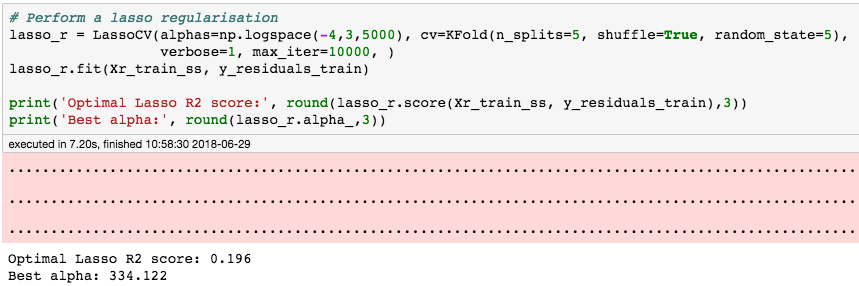 # Perform a lasso regularisation
lasso_r = LassoCV(alphas=np.logspace(-4,3,5000), cv=KFold(n_splits=5, shuffle=True, random_state=5),
verbose=1, max_iter=10000, )
lasso_r.fit(Xr_train_ss, y_residuals_train)
print('Optimal Lasso R2 score:', round(lasso_r.score(Xr_train_ss, y_residuals_train),3))
print('Best alpha:', round(lasso_r.alpha_,3))
executed in 7.20s, finished 10:58:30 2018-06-29
........................................................................................................
........................................................................................................
........................................................................................................
Optimal Lasso R2 score: 0.196
Best alpha: 334.122